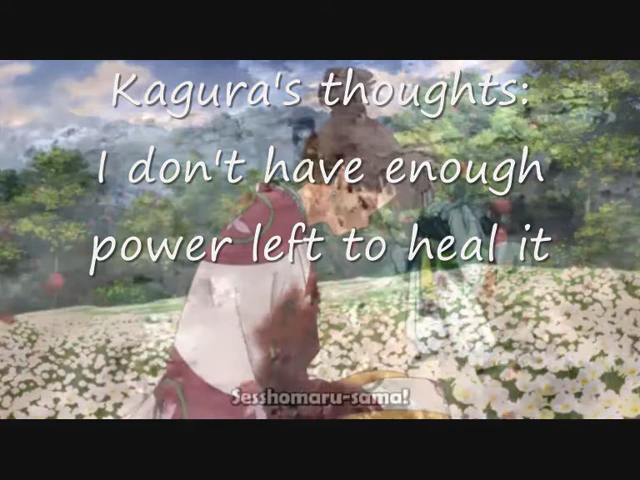 Kagura's thoughts:
I don't have enough
power left to heal it
Sesshomaru-sama!